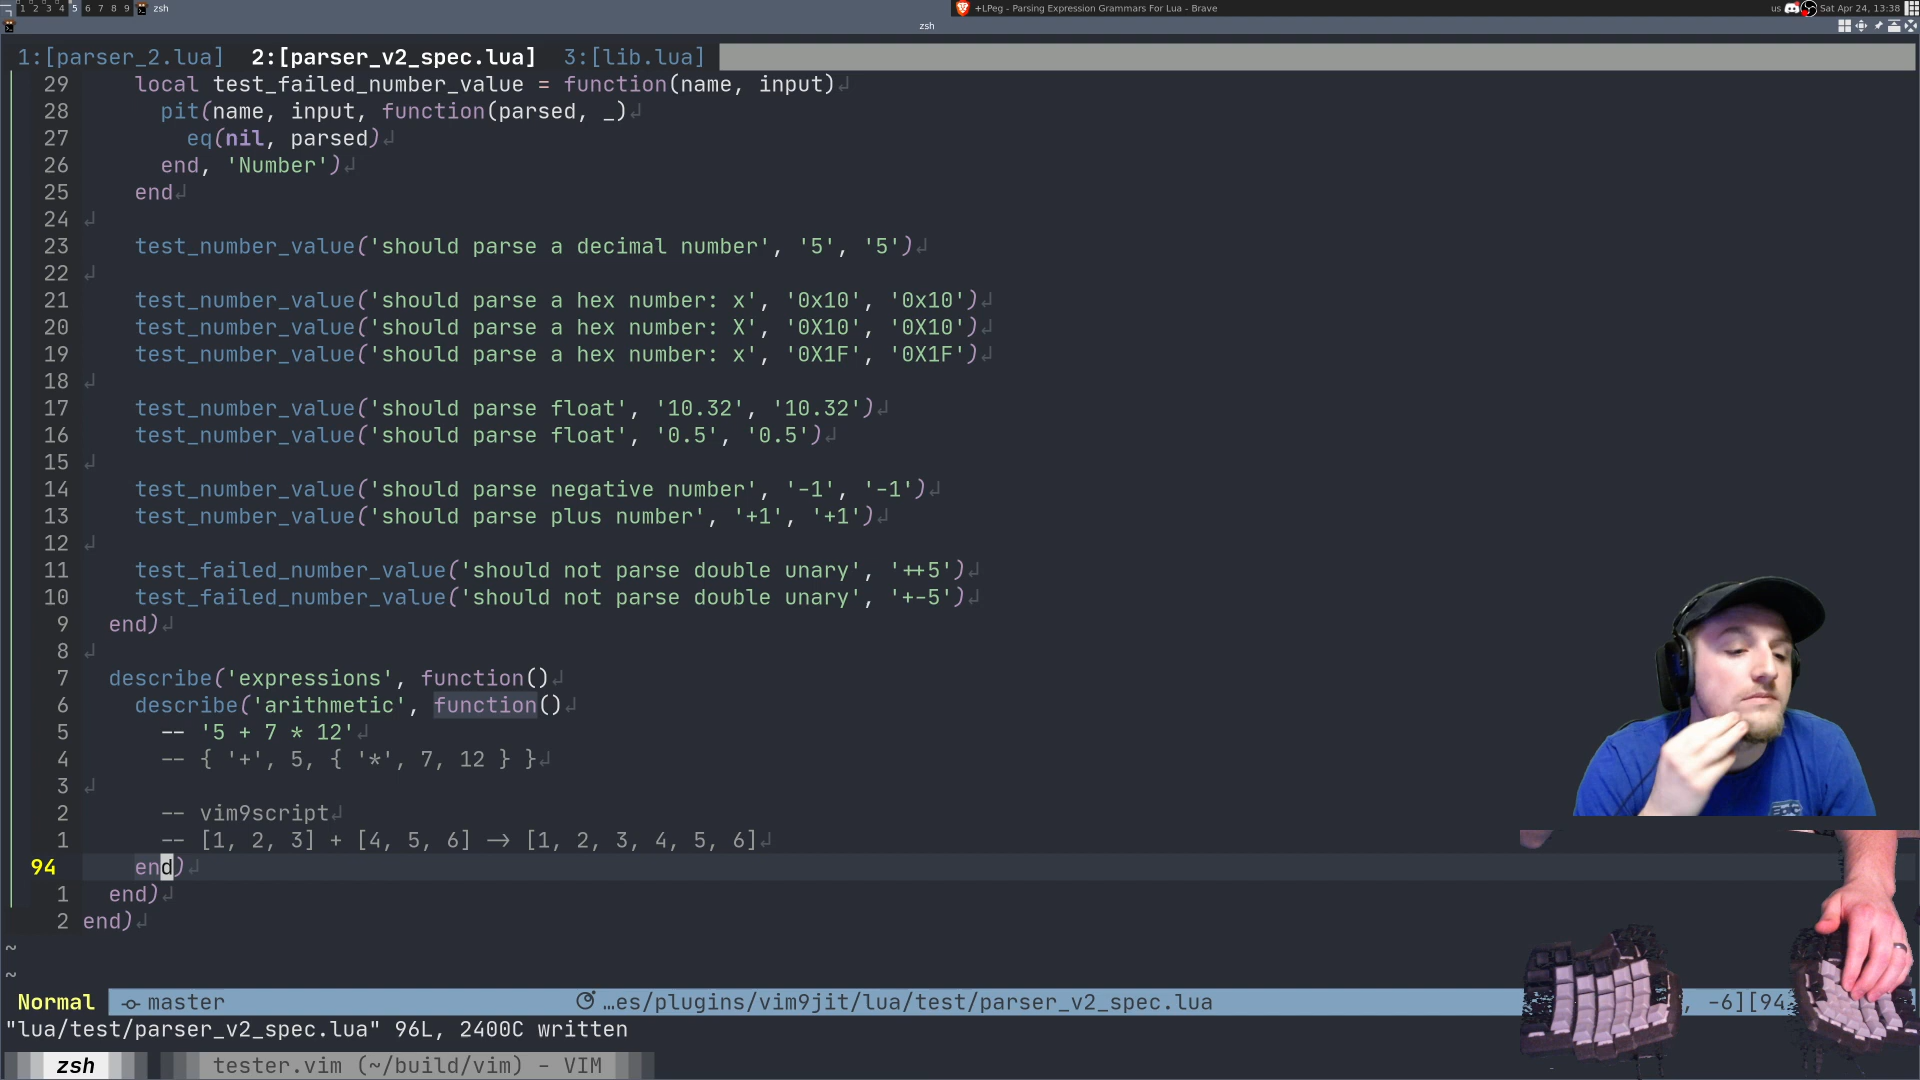 1 2 3 4 5 6 7 8 9 zsh +LPeg - Parsing Expression Grammars For Lua - Brave us Sat Apr 24, 13:38
zsh
1:[parser_2.lua] 2:[parser_v2_spec.lua] 3:[lib.lua]
29 local test_failed_number_value = function(name, input)↲
28 pit(name, input, function(parsed, _)↲
27 eq(nil, parsed)↲
26 end, 'Number')↲
25 end↲
24 ↲
23 test_number_value('should parse a decimal number', '5', '5')↲
22 ↲
21 test_number_value('should parse a hex number: x', '0x10', '0x10')↲
20 test_number_value('should parse a hex number: X', '0X10', '0X10')↲
19 test_number_value('should parse a hex number: x', '0X1F', '0X1F')↲
18 ↲
17 test_number_value('should parse float', '10.32', '10.32')↲
16 test_number_value('should parse float', '0.5', '0.5')↲
15 ↲
14 test_number_value('should parse negative number', '-1', '-1')↲
13 test_number_value('should parse plus number', '+1', '+1')↲
12 ↲
11 test_failed_number_value('should not parse double unary', '++5')↲
10 test_failed_number_value('should not parse double unary', '+-5')↲
9 end)↲
8 ↲
7 describe('expressions', function()↲
6 describe('arithmetic', function()↲
5 -- '5 + 7 * 12'↲
4 -- { '+', 5, { '*', 7, 12 } }↲
3 ↲
2 -- vim9script↲
1 -- [1, 2, 3] + [4, 5, 6] -> [1, 2, 3, 4, 5, 6]↲
94 end)↲
1 end)↲
2 end)↲
~
~
Normal master …es/plugins/vim9jit/lua/test/parser_v2_spec.lua , -6][94
"lua/test/parser_v2_spec.lua" 96L, 2400C written
zsh tester.vim (~/build/vim) - VIM